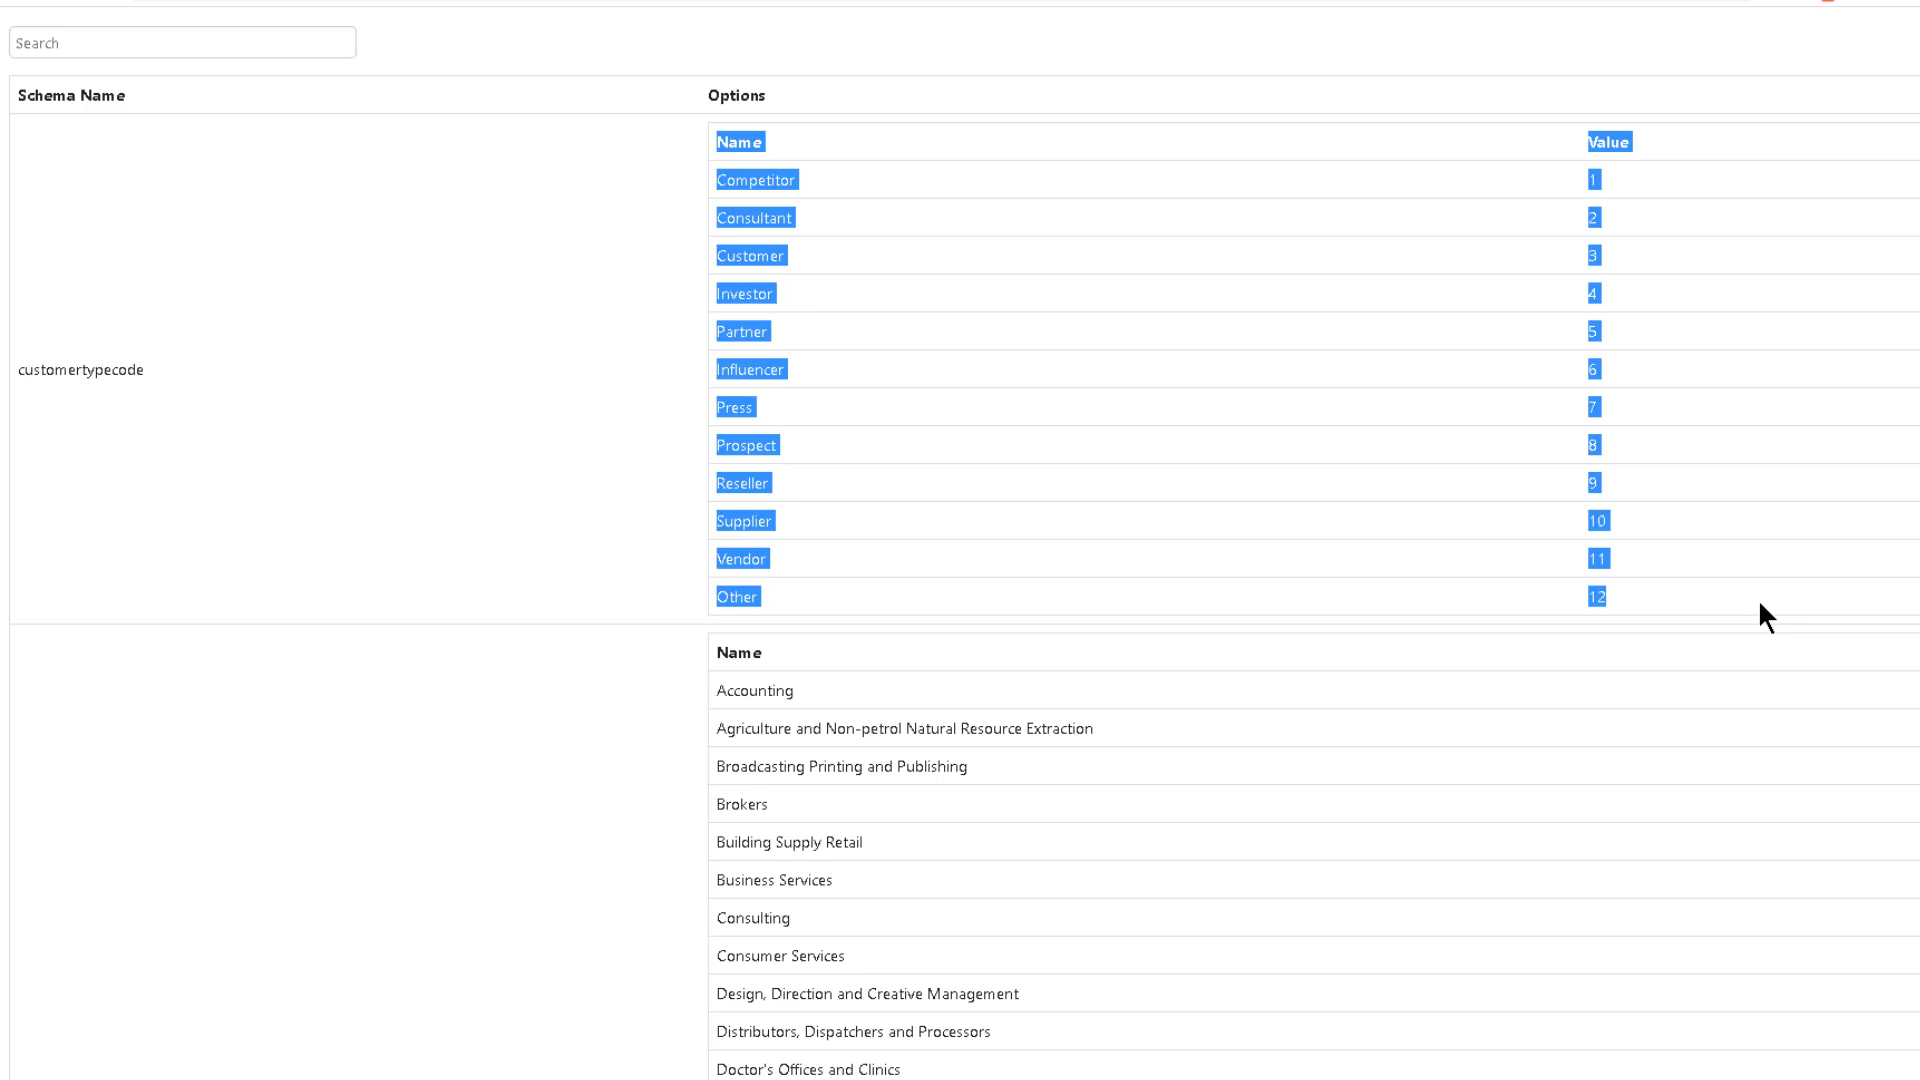 Search
Schema Name Options
Name Value
Competitor 1
Consultant 2
Customer 3
Investor 4
Partner 5
customertypecode Influencer 6
Press 7
Prospect 8
Reseller 9
Supplier 10
Vendor 11
Other 12
Name
Accounting
Agriculture and Non-petrol Natural Resource Extraction
Broadcasting Printing and Publishing
Brokers
Building Supply Retail
Business Services
Consulting
Consumer Services
Design, Direction and Creative Management
Distributors, Dispatchers and Processors
Doctor's Offices and Clinics